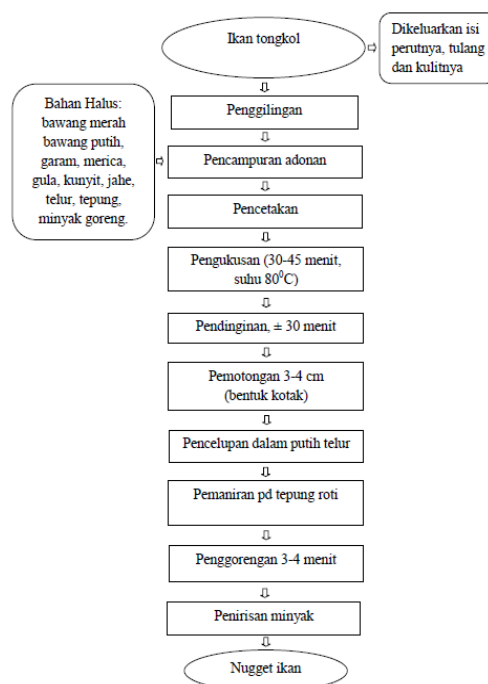 Ikan tongkol
Dikeluarkan isi
perutnya, tulang
dan kulitnya
Penggilingan
Bahan Halus:
bawang merah
bawang putih,
garam, merica,
gula, kunyit, jahe,
telur, tepung,
minyak goreng.
Pencampuran adonan
Pencetakan
Pengukusan (30-45 menit,
suhu 80⁰C)
Pendinginan, ± 30 menit
Pemotongan 3-4 cm
(bentuk kotak)
Pencelupan dalam putih telur
Pemaniran pd tepung roti
Penggorengan 3-4 menit
Penirisan minyak
Nugget ikan